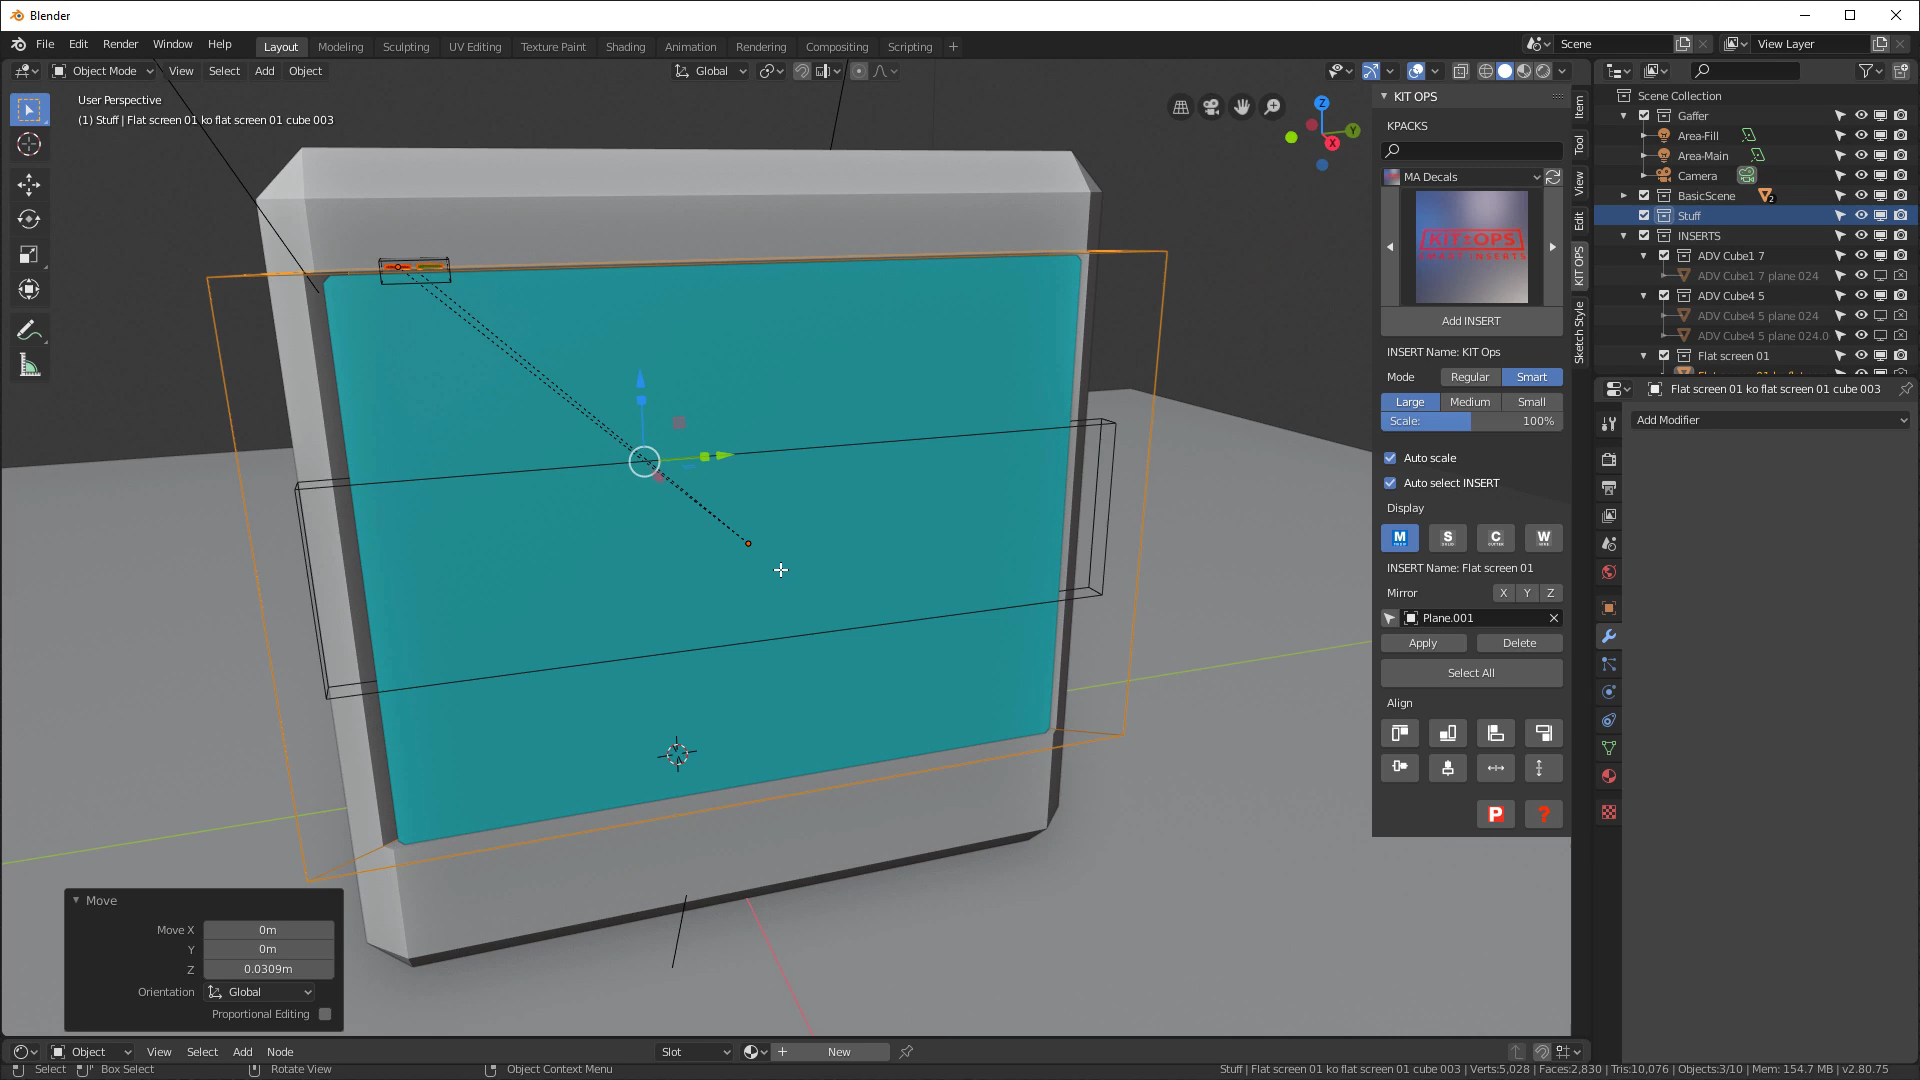 Blender
File Edit Render Window Help
Layout Modeling Sculpting UV Editing Texture Paint Shading Animation Rendering Compositing Scripting +
Scene
View Layer
Object Mode View Select Add Object
Global
User Perspective
(1) Stuff | Flat screen 01 ko flat screen 01 cube 003
Z
Y
X
KIT OPS
KPACKS
MA Decals
KIT OPS
SMART INSERTS
Add INSERT
INSERT Name: KIT Ops
Mode Regular Smart
Large Medium Small
Scale: 100%
Auto scale
Auto select INSERT
Display
M S C W
INSERT Name: Flat screen 01
Mirror X Y Z
Plane.001
Apply Delete
Select All
Align
P ?
Item
Tool
View
Edit
KIT OPS
Sketch Style
Scene Collection
Gaffer
Area-Fill
Area-Main
Camera
BasicScene 2
Stuff
INSERTS
ADV Cube1 7
ADV Cube1 7 plane 024
ADV Cube4 5
ADV Cube4 5 plane 024
ADV Cube4 5 plane 024.0
Flat screen 01
Flat screen 01 ko flat screen 01 cube 003
Add Modifier
Move
Move X 0m
Y 0m
Z 0.0309m
Orientation Global
Proportional Editing
Object View Select Add Node
Slot
New
Select Box Select Rotate View Object Context Menu
Stuff | Flat screen 01 ko flat screen 01 cube 003 | Verts:5,028 | Faces:2,830 | Tris:10,076 | Objects:3/10 | Mem: 154.7 MB | v2.80.75